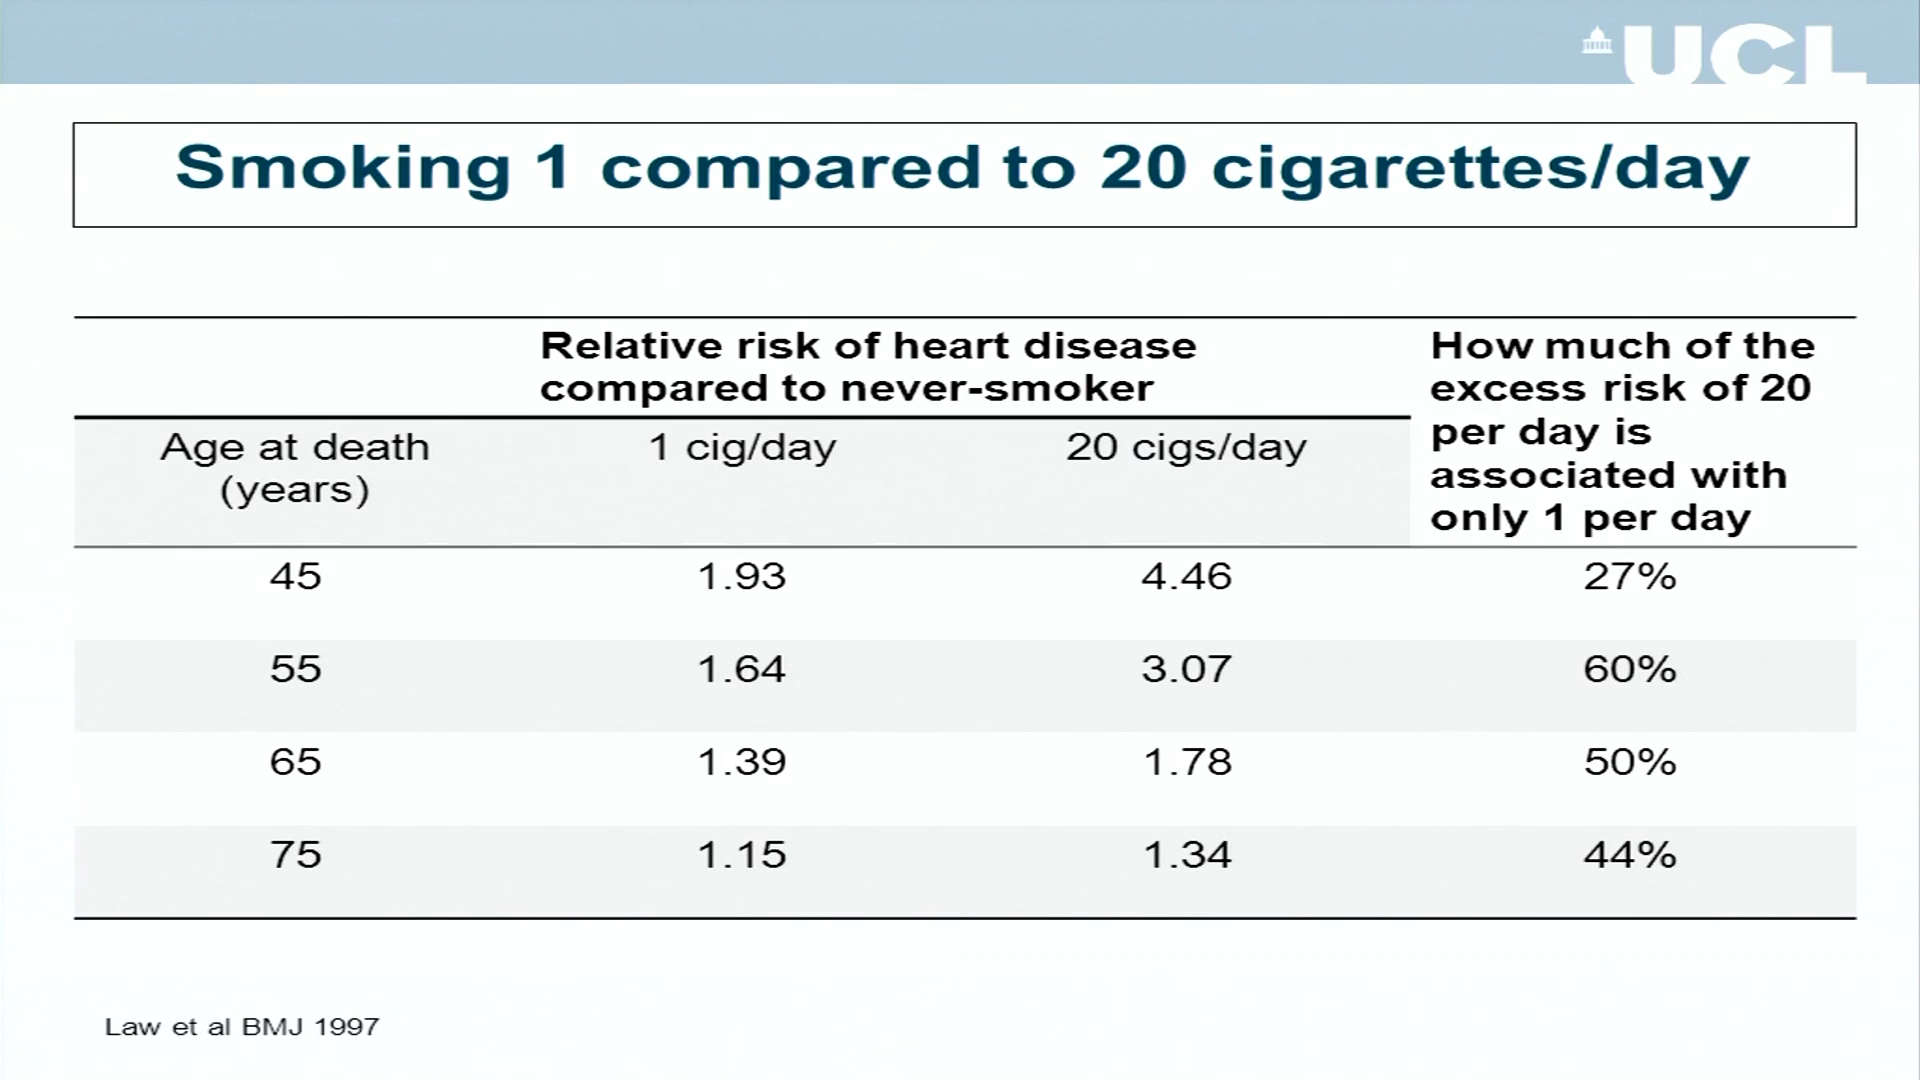 UCL
Smoking 1 compared to 20 cigarettes/day
Relative risk of heart disease
compared to never-smoker
How much of the
excess risk of 20
per day is
associated with
only 1 per day
Age at death
(years)
1 cig/day
20 cigs/day
45 1.93 4.46 27%
55 1.64 3.07 60%
65 1.39 1.78 50%
75 1.15 1.34 44%
Law et al BMJ 1997